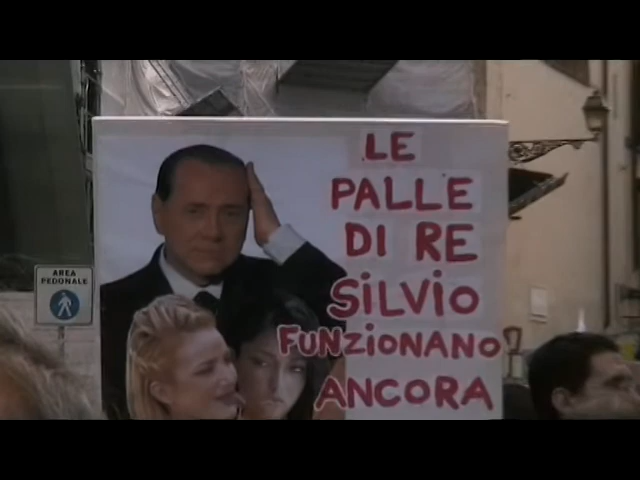 LE
PALLE
DI RE
SILVIO
FUNZIONANO
ANCORA
AREA
PEDONALE